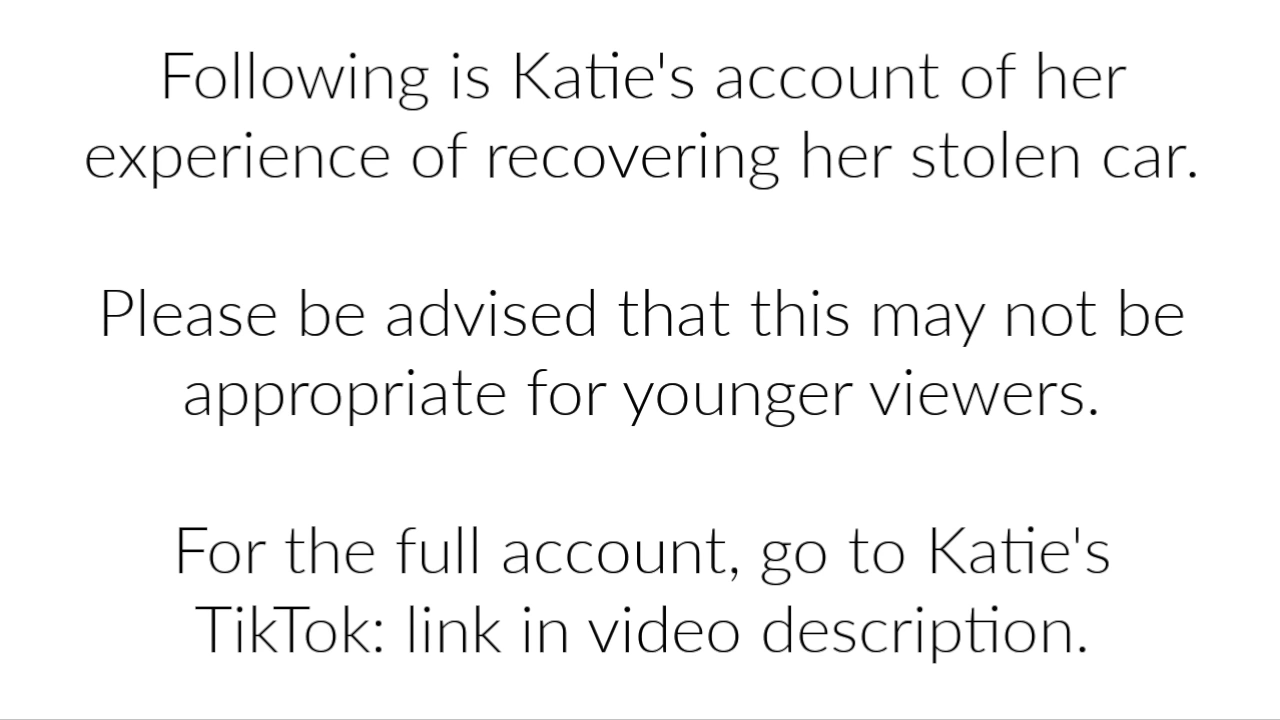 Following is Katie's account of her
experience of recovering her stolen car.
Please be advised that this may not be
appropriate for younger viewers.
For the full account, go to Katie's
TikTok: link in video description.